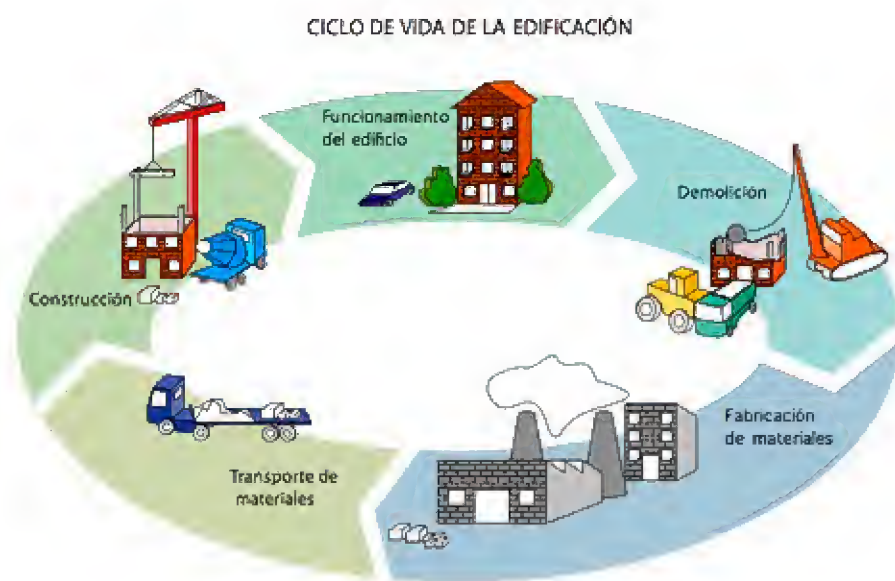 CICLO DE VIDA DE LA EDIFICACIÓN
Funcionamiento
del edificio
Demolición
Construcción
Fabricación
de materiales
Transporte de
materiales